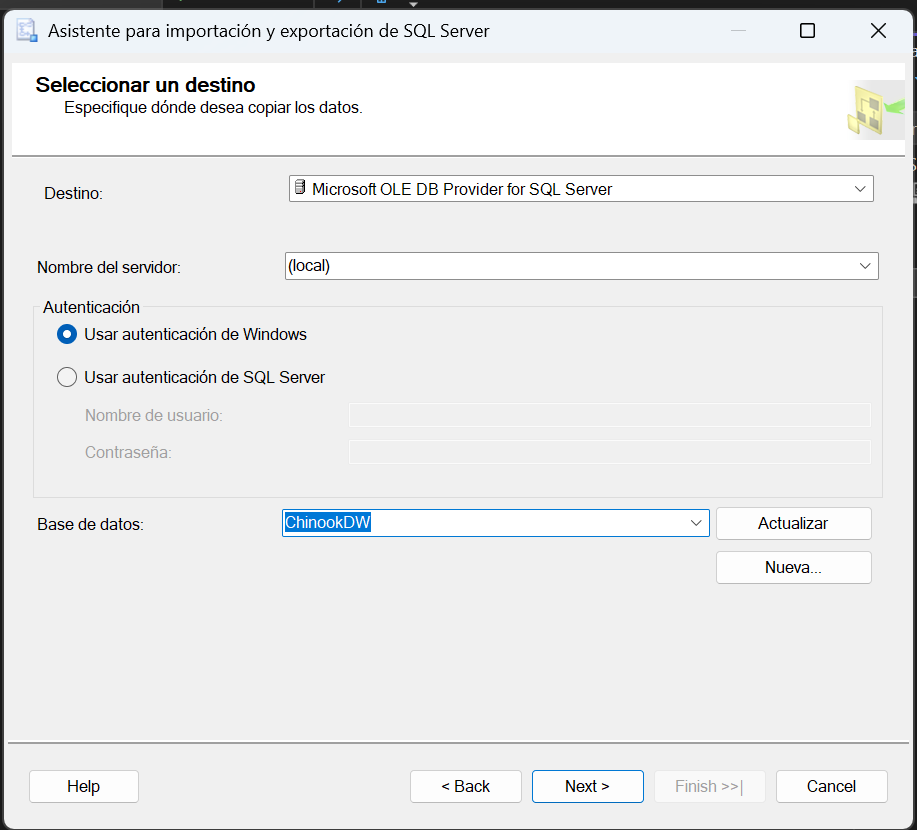 Asistente para importación y exportación de SQL Server
Seleccionar un destino
Especifique dónde desea copiar los datos.
Destino:
Microsoft OLE DB Provider for SQL Server
Nombre del servidor:
(local)
Autenticación
Usar autenticación de Windows
Usar autenticación de SQL Server
Nombre de usuario:
Contraseña:
Base de datos:
ChinookDW
Actualizar
Nueva...
Help
< Back
Next >
Finish >>|
Cancel